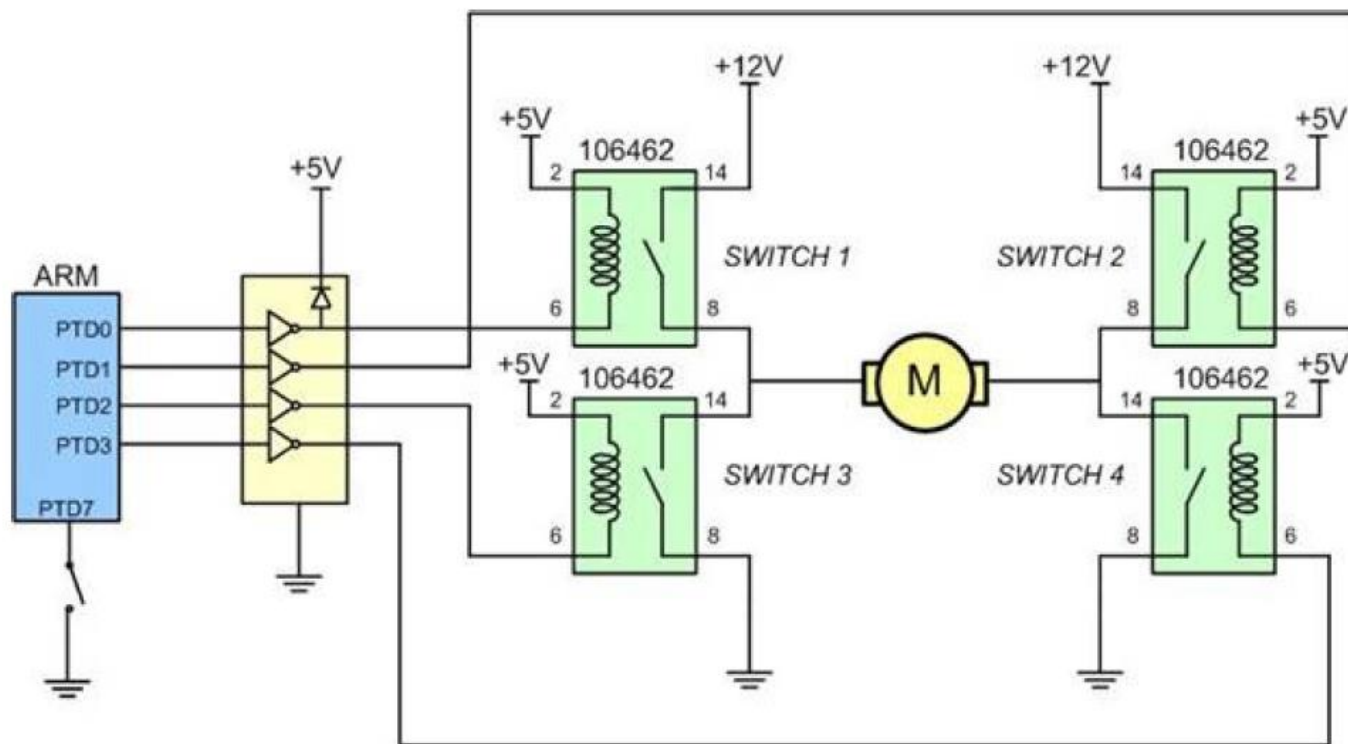 +12V
+12V
+5V
+5V
106462
106462
2
14
14
2
+5V
SWITCH 1
SWITCH 2
ARM
PTD0
6
8
8
6
PTD1
+5V
106462
M
106462
+5V
PTD2
2
14
14
2
PTD3
SWITCH 3
SWITCH 4
PTD7
6
8
8
6